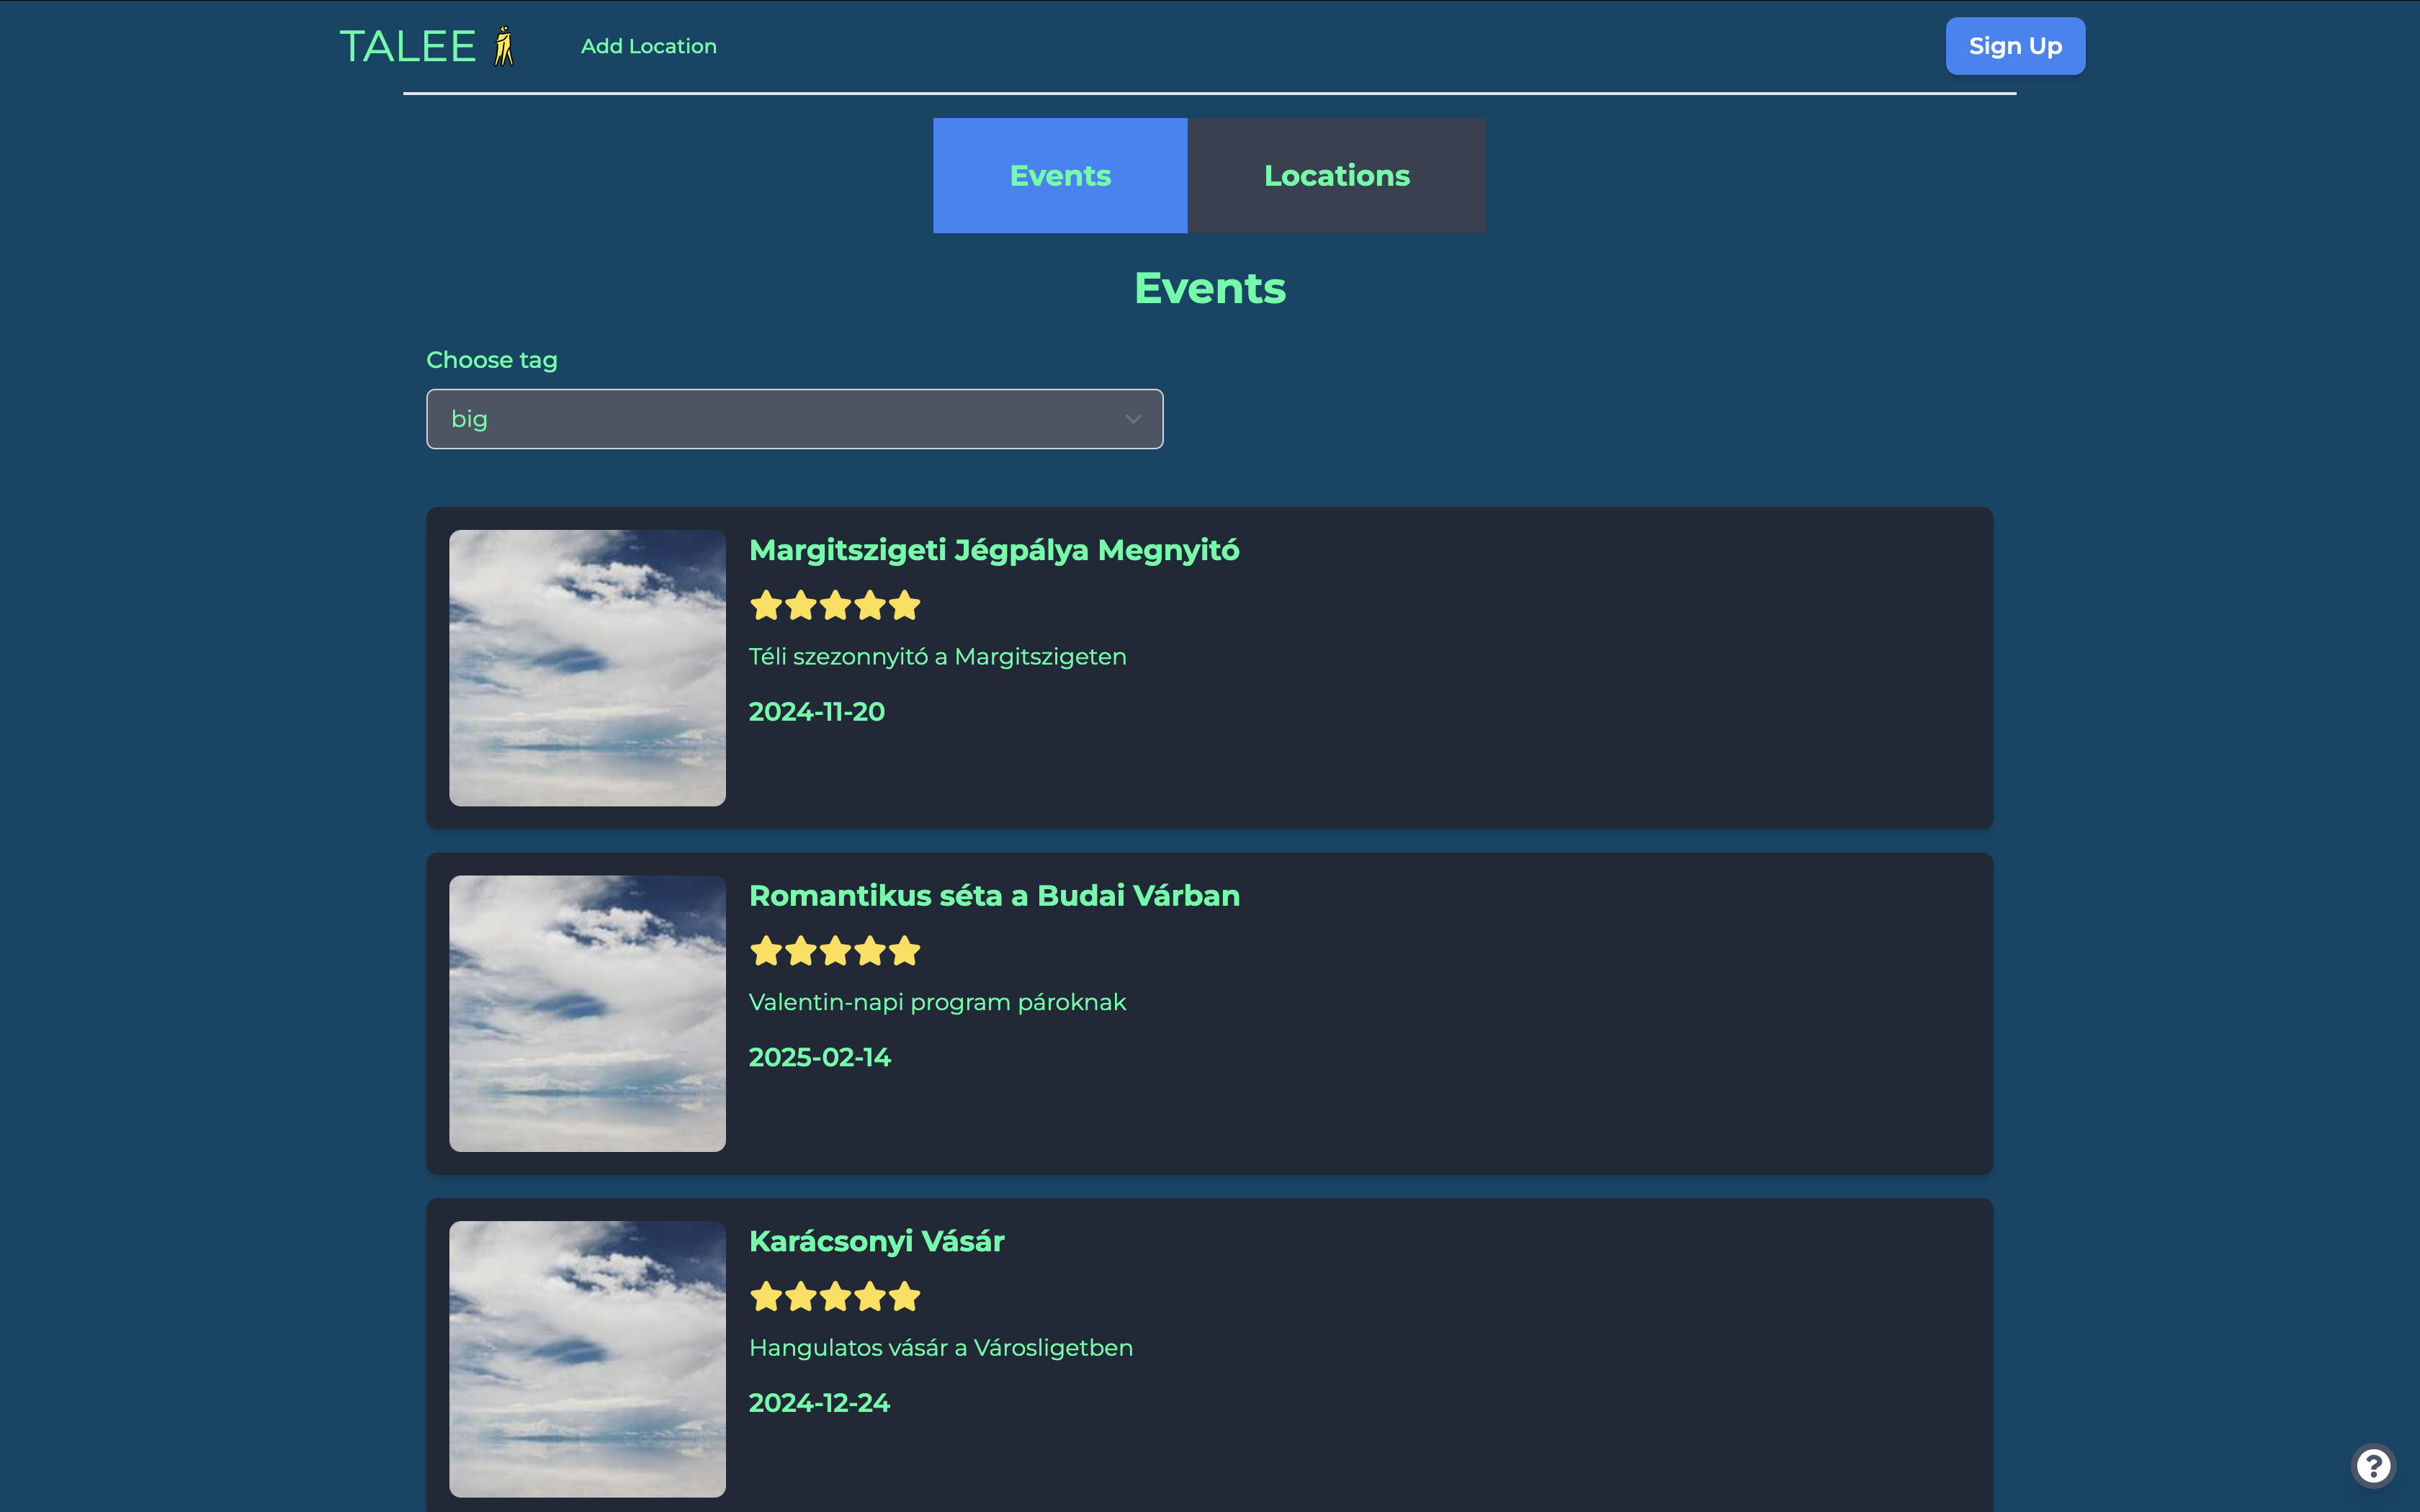 TALEE
Add Location
Sign Up
Events
Locations
Events
Choose tag
big
Margitszigeti Jégpálya Megnyitó
Téli szezonnyitó a Margitszigeten
2024-11-20
Romantikus séta a Budai Várban
Valentin-napi program pároknak
2025-02-14
Karácsonyi Vásár
Hangulatos vásár a Városligetben
2024-12-24
?